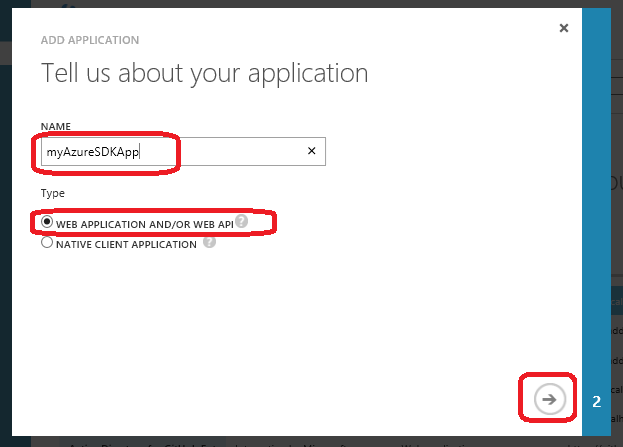 ADD APPLICATION
Tell us about your application
NAME
myAzureSDKApp
Type
WEB APPLICATION AND/OR WEB API ?
NATIVE CLIENT APPLICATION ?
2